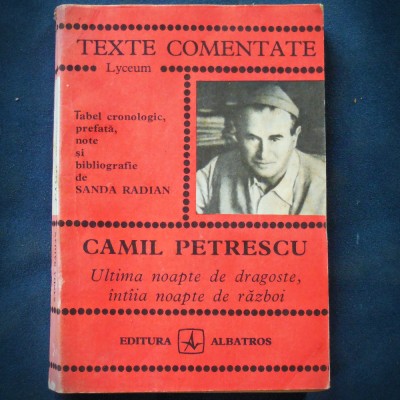 TEXTE COMENTATE
Lyceum
Tabel cronologic,
prefață,
note
și
bibliografie
de
SANDA RADIAN
CAMIL PETRESCU
Ultima noapte de dragoste,
întîia noapte de război
EDITURA ALBATROS